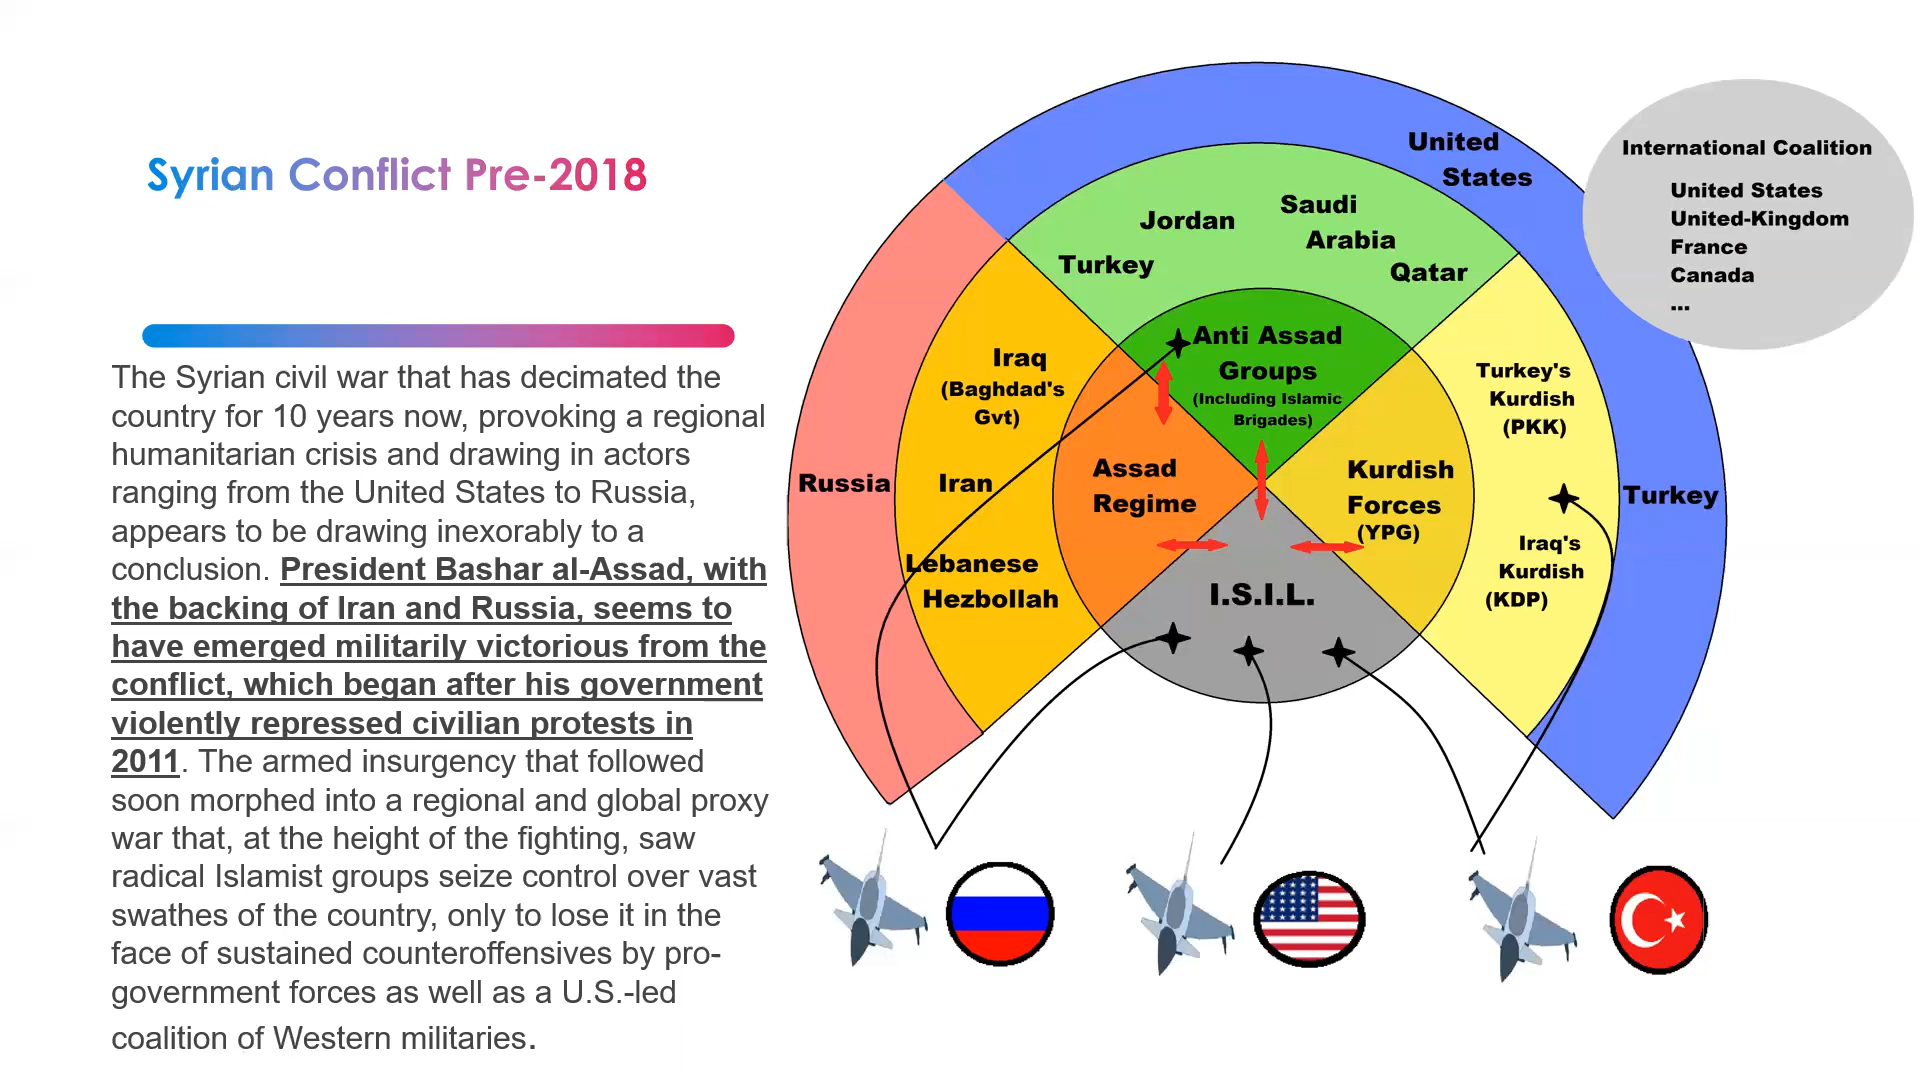 Syrian Conflict Pre-2018
The Syrian civil war that has decimated the
country for 10 years now, provoking a regional
humanitarian crisis and drawing in actors
ranging from the United States to Russia,
appears to be drawing inexorably to a
conclusion. President Bashar al-Assad, with
the backing of Iran and Russia, seems to
have emerged militarily victorious from the
conflict, which began after his government
violently repressed civilian protests in
2011. The armed insurgency that followed
soon morphed into a regional and global proxy
war that, at the height of the fighting, saw
radical Islamist groups seize control over vast
swathes of the country, only to lose it in the
face of sustained counteroffensives by pro-
government forces as well as a U.S.-led
coalition of Western militaries.
United
States
Jordan
Saudi
Arabia
Turkey
Qatar
Anti Assad
Groups
(Including Islamic
Brigades)
Iraq
(Baghdad's
Gvt)
Iran
Lebanese
Hezbollah
Russia
Assad
Regime
Kurdish
Forces
(YPG)
I.S.I.L.
Turkey's
Kurdish
(PKK)
Iraq's
Kurdish
(KDP)
Turkey
International Coalition
United States
United-Kingdom
France
Canada
...